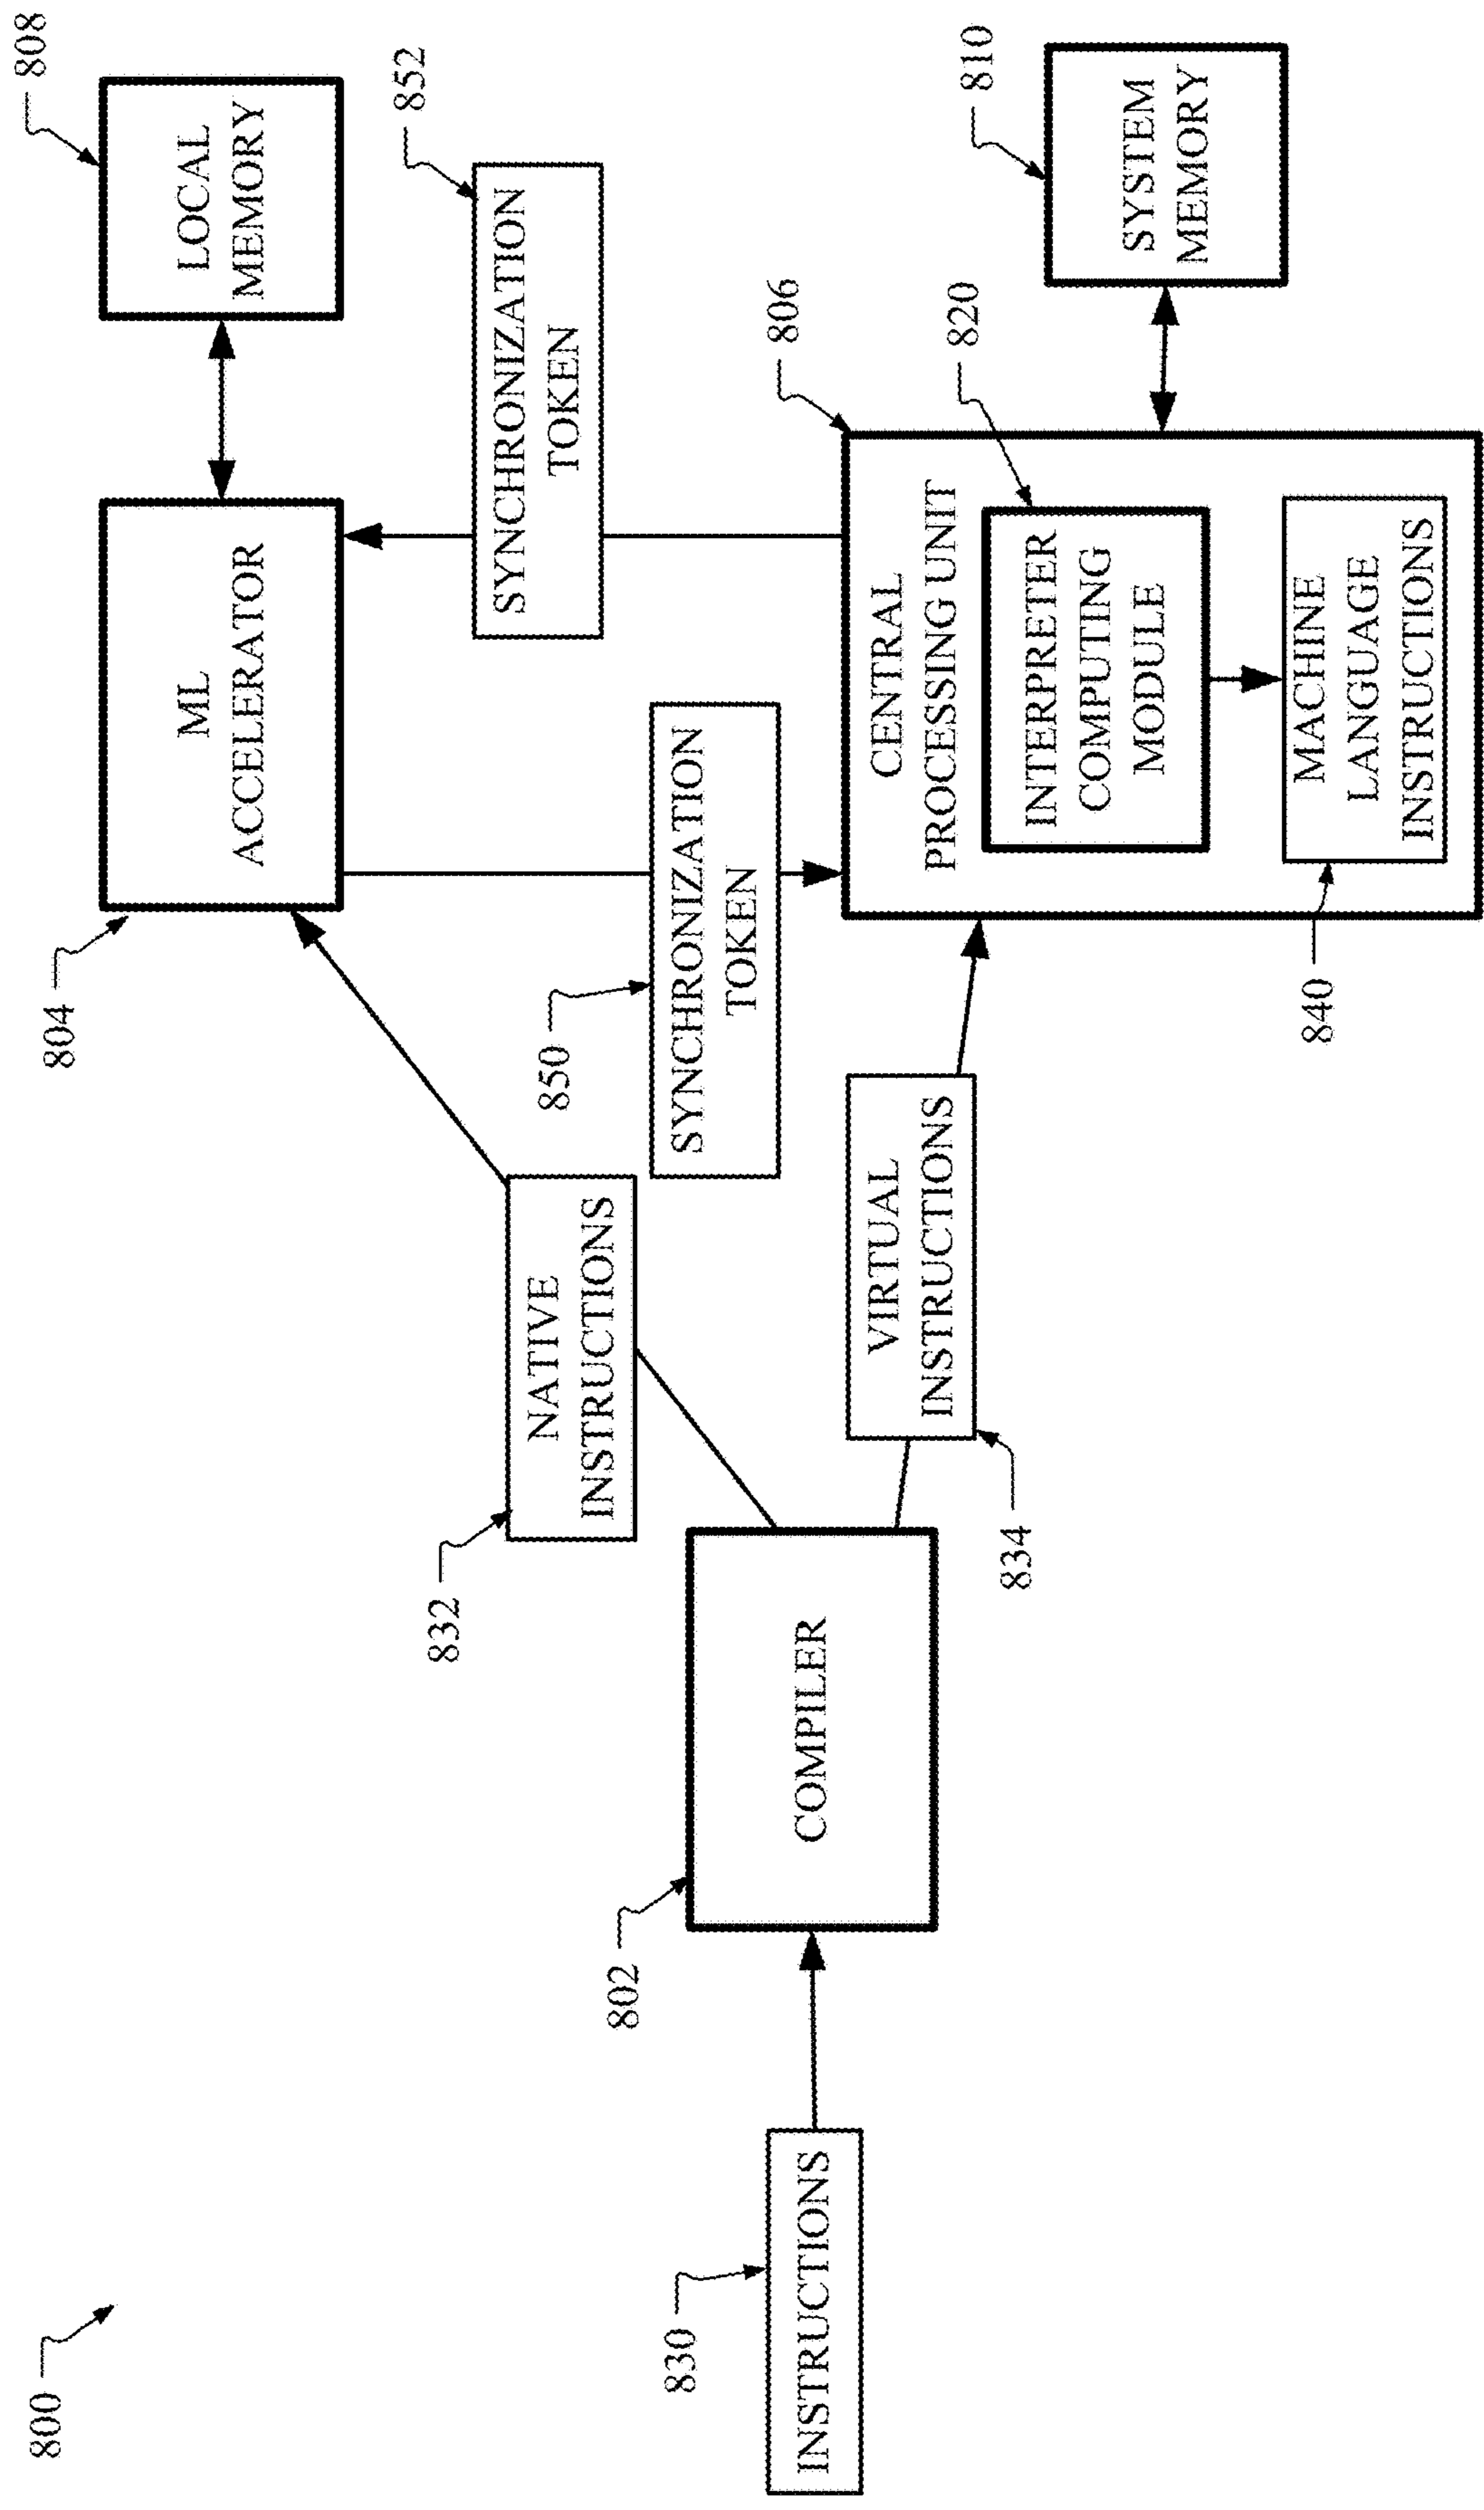 800
830
INSTRUCTIONS
802
COMPILER
832
NATIVE
INSTRUCTIONS
834
VIRTUAL
INSTRUCTIONS
804
ML
ACCELERATOR
808
LOCAL
MEMORY
850
SYNCHRONIZATION
TOKEN
852
SYNCHRONIZATION
TOKEN
806
CENTRAL
PROCESSING UNIT
820
INTERPRETER
COMPUTING
MODULE
840
MACHINE
LANGUAGE
INSTRUCTIONS
810
SYSTEM
MEMORY